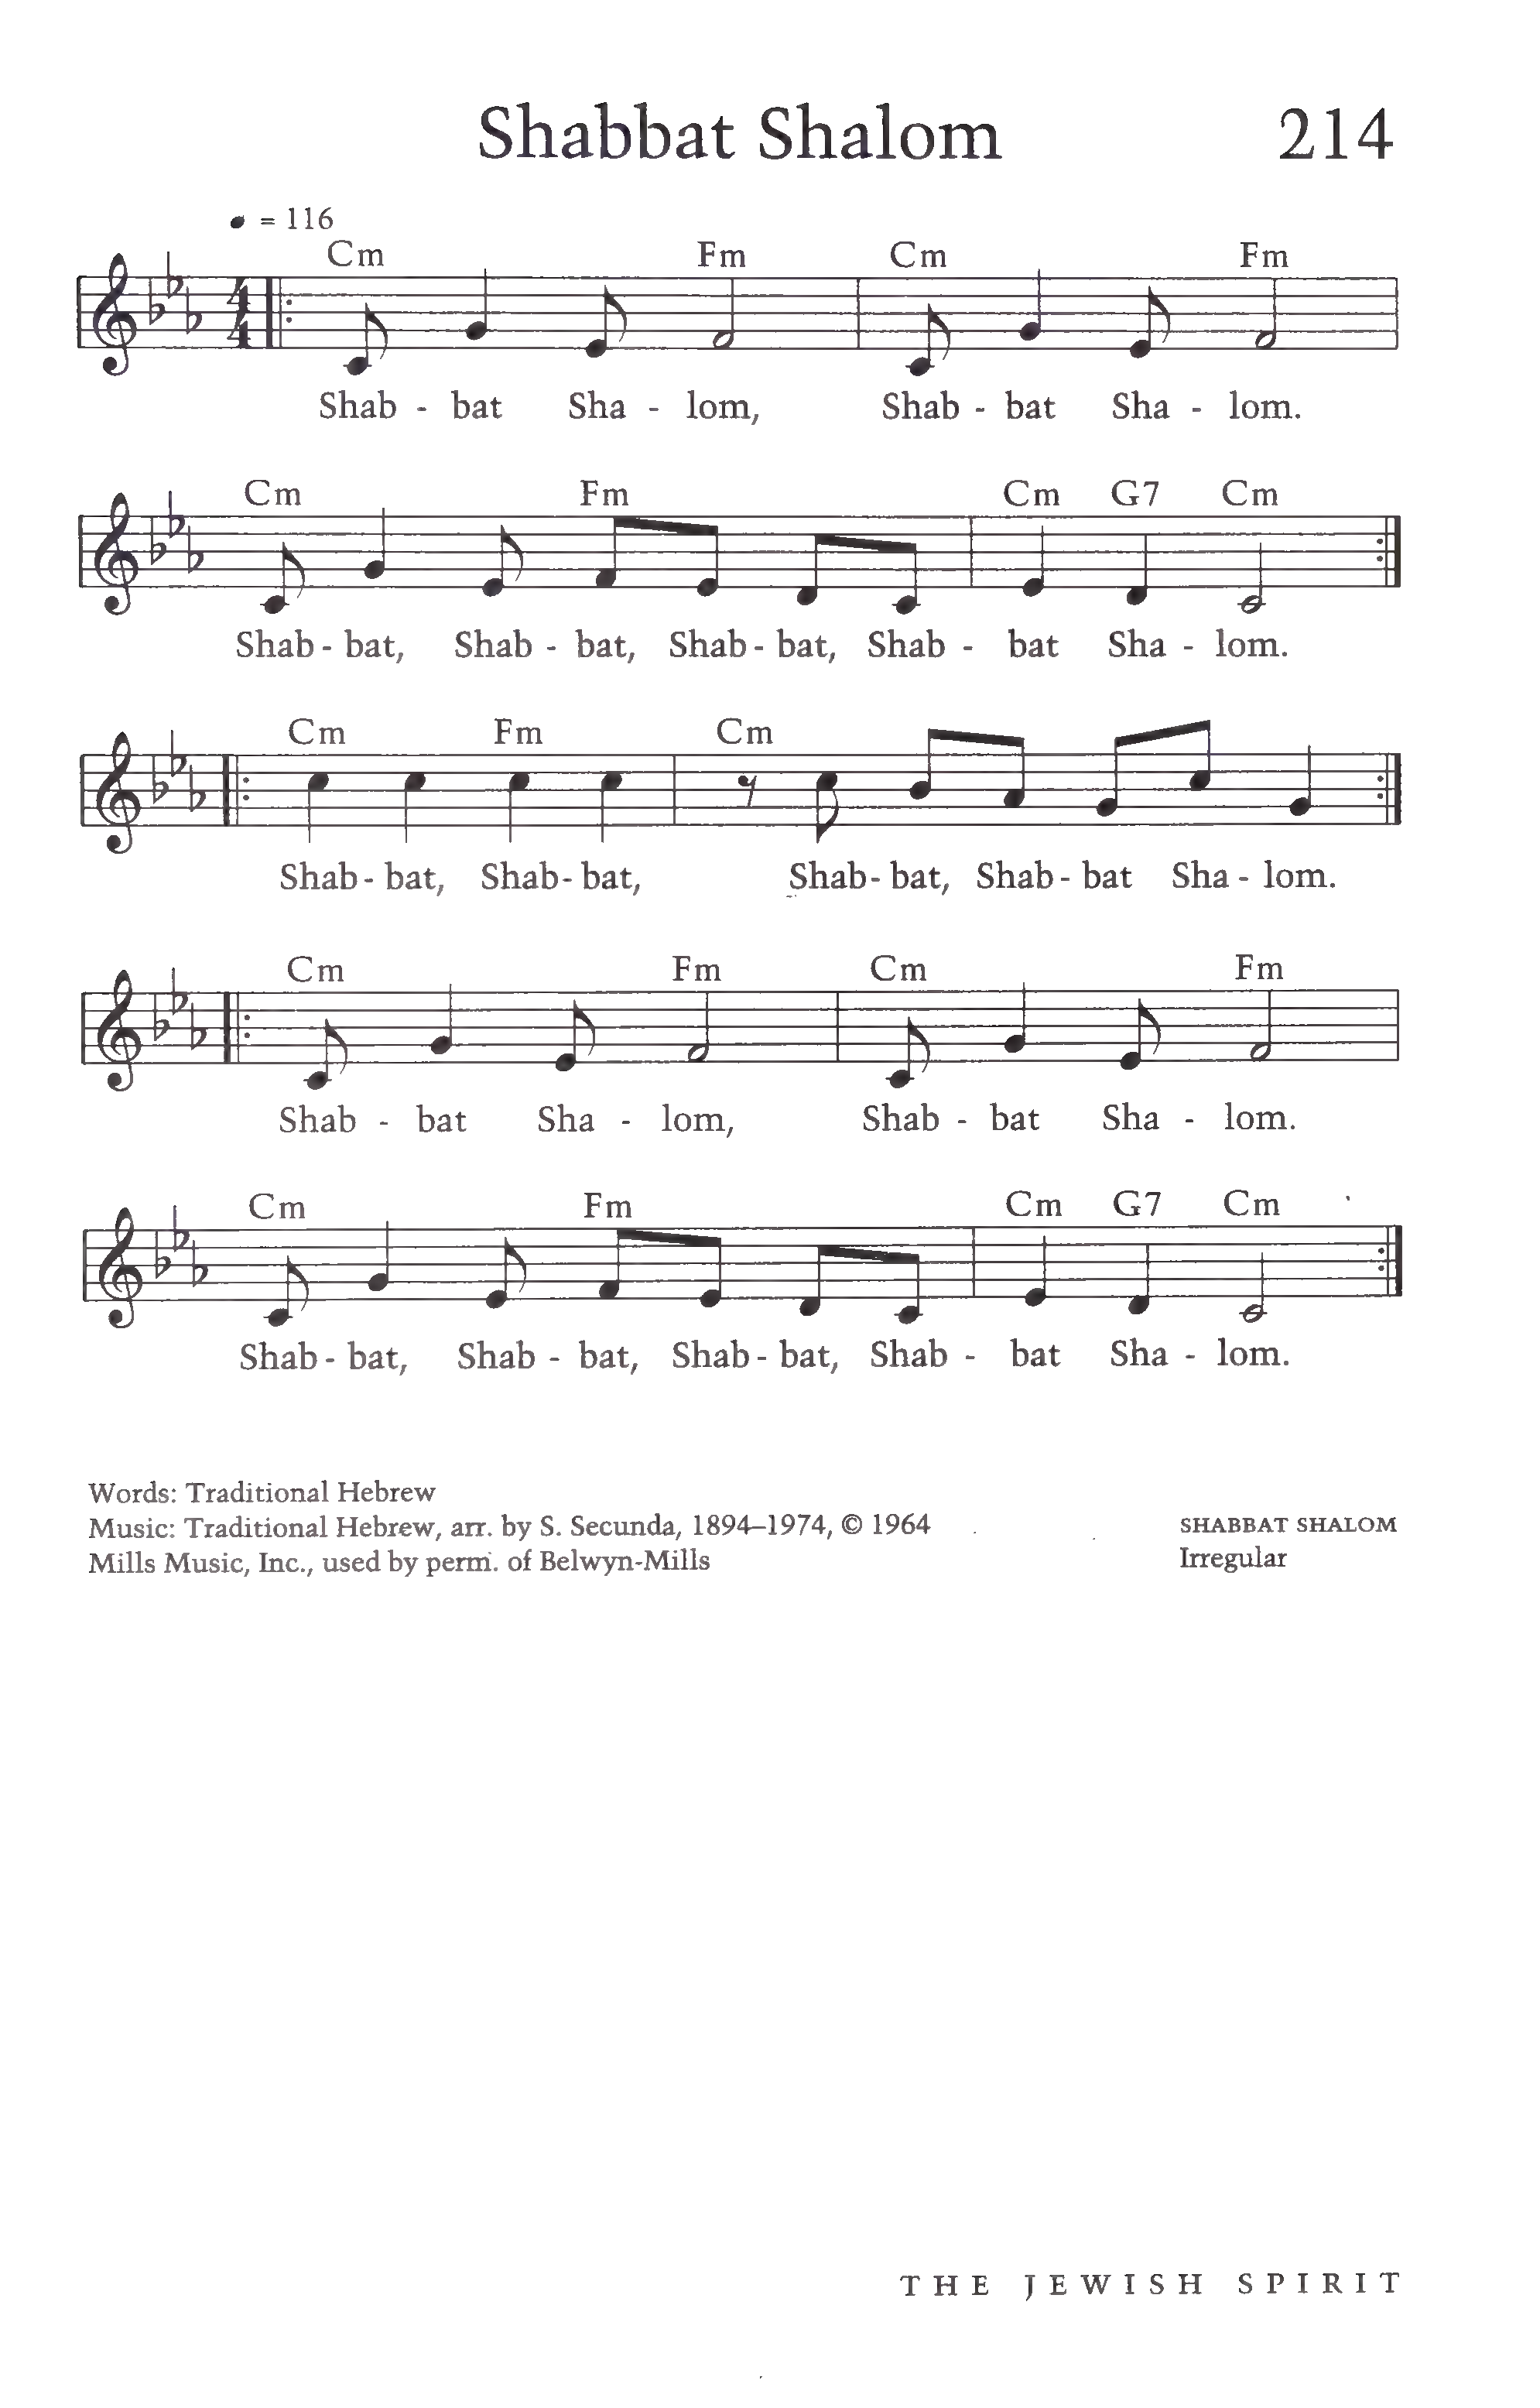 Shabbat Shalom 214
= 116
Cm Fm Cm Fm
Shab - bat Sha - lom, Shab - bat Sha - lom.
Cm Fm Cm G7 Cm
Shab - bat, Shab - bat, Shab - bat, Shab - bat Sha - lom.
Cm Fm Cm
Shab - bat, Shab - bat, Shab - bat, Shab - bat Sha - lom.
Cm Fm Cm Fm
Shab - bat Sha - lom, Shab - bat Sha - lom.
Cm Fm Cm G7 Cm
Shab - bat, Shab - bat, Shab - bat, Shab - bat Sha - lom.
Words: Traditional Hebrew
Music: Traditional Hebrew, arr. by S. Secunda, 1894–1974, © 1964
Mills Music, Inc., used by perm. of Belwyn-Mills
SHABBAT SHALOM
Irregular
THE JEWISH SPIRIT